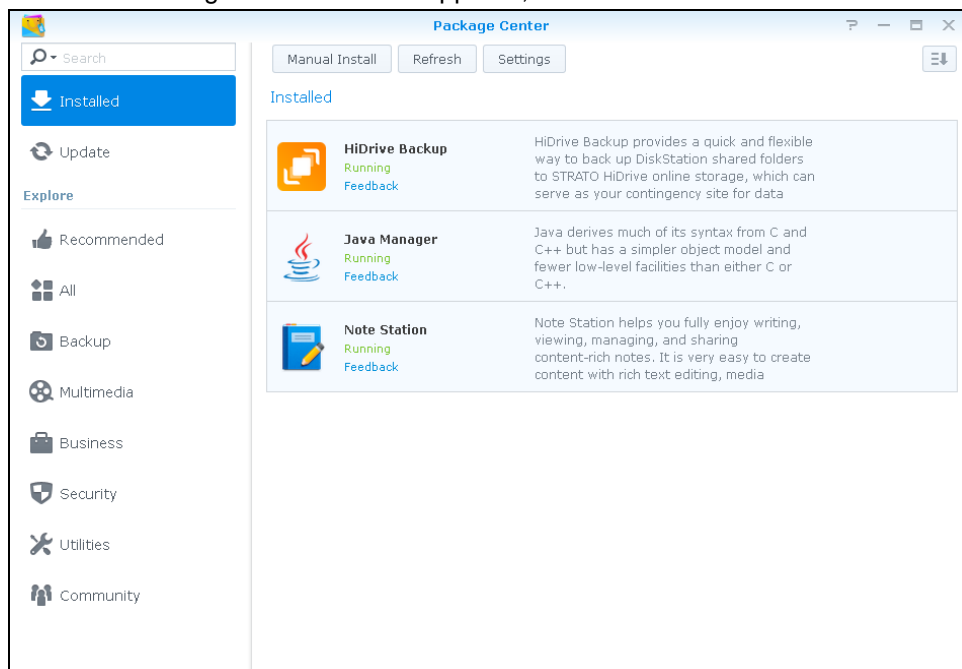 Package Center
Search
Manual Install Refresh Settings
Installed
Update
Explore
Recommended
All
Backup
Multimedia
Business
Security
Utilities
Community
Installed
HiDrive Backup
Running
Feedback
HiDrive Backup provides a quick and flexible
way to back up DiskStation shared folders
to STRATO HiDrive online storage, which can
serve as your contingency site for data
Java Manager
Running
Feedback
Java derives much of its syntax from C and
C++ but has a simpler object model and
fewer low-level facilities than either C or
C++.
Note Station
Running
Feedback
Note Station helps you fully enjoy writing,
viewing, managing, and sharing
content-rich notes. It is very easy to create
content with rich text editing, media